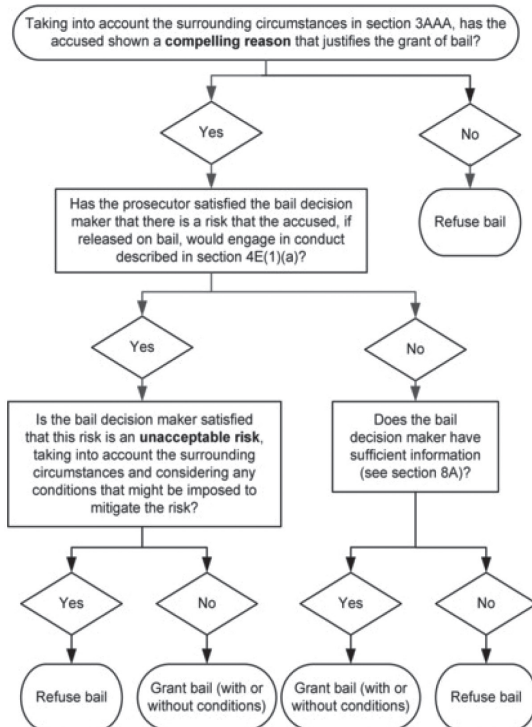 Taking into account the surrounding circumstances in section 3AAA, has the
accused shown a compelling reason that justifies the grant of bail?
Yes
No
Has the prosecutor satisfied the bail decision
maker that there is a risk that the accused, if
released on bail, would engage in conduct
described in section 4E(1)(a)?
Refuse bail
Yes
No
Is the bail decision maker satisfied
that this risk is an unacceptable risk,
taking into account the surrounding
circumstances and considering any
conditions that might be imposed to
mitigate the risk?
Does the bail
decision maker have
sufficient information
(see section 8A)?
Yes
No
Yes
No
Refuse bail
Grant bail (with or
without conditions)
Grant bail (with or
without conditions)
Refuse bail